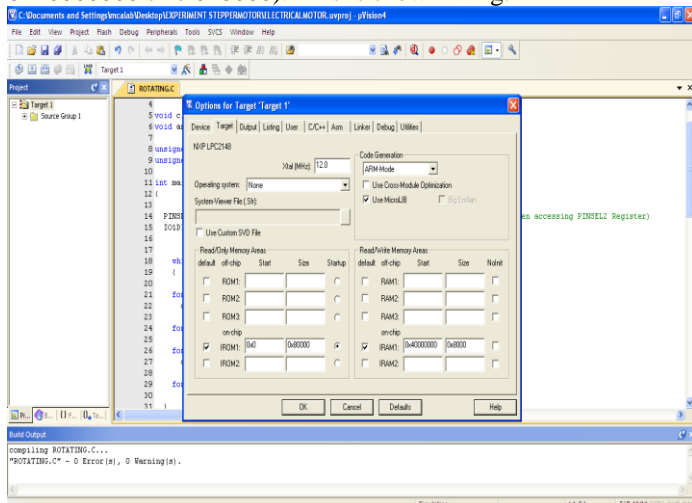 C:\Documents and Settings\mcalab\Desktop\EXPERIMENT STEPPERMOTOR\ELECTRICALMOTOR.uvproj - µVision4
File Edit View Project Flash Debug Peripherals Tools SVCS Window Help
Target 1
Project
ROTATING.C
Target 1
Source Group 1
4
5 void c
6 void
7
8 unsigne
9 unsigne
10
11 int ma
12 {
13
14 PINSE
en accessing PINSEL2 Register)
15 IO1D
16
17
18 whi
19 {
20
21 for
22
23
24 for
25
26 for
27
28
29 for
30
31 }
Options for Target 'Target 1'
Device Target Output Listing User C/C++ Asm Linker Debug Utilities
NXP LPC2148
Xtal (MHz): 12.0
Operating system: None
System-Viewer File (.Sfr):
Use Custom SVD File
Code Generation
ARM-Mode
Use Cross-Module Optimization
Use MicroLIB Big Endian
Read/Only Memory Areas
default off-chip Start Size Startup
ROM1:
ROM2:
ROM3:
on-chip
IROM1: 0x0 0x80000
IROM2:
Read/Write Memory Areas
default off-chip Start Size NoInit
RAM1:
RAM2:
RAM3:
on-chip
IRAM1: 0x40000000 0x8000
IRAM2:
OK Cancel Defaults Help
Build Output
compiling ROTATING.C...
"ROTATING.C" - 0 Error(s), 0 Warning(s).